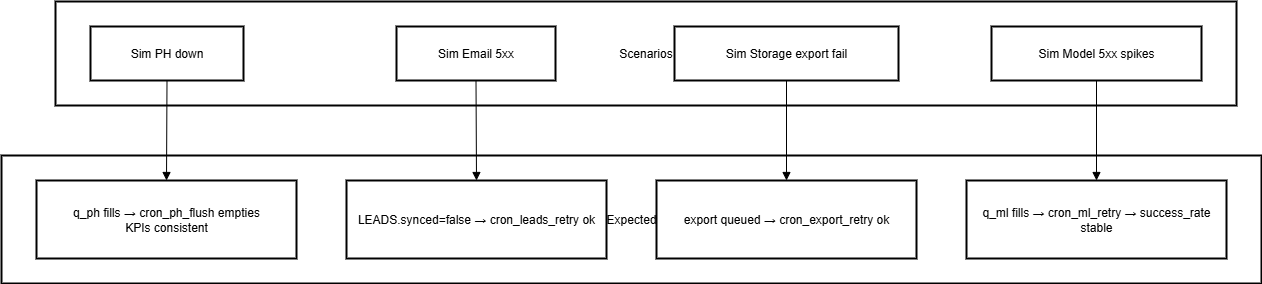 Sim PH down
Sim Email 5xx
Scenarios
Sim Storage export fail
Sim Model 5xx spikes
q_ph fills → cron_ph_flush empties
KPIs consistent
LEADS.synced=false → cron_leads_retry ok
Expected
export queued → cron_export_retry ok
q_ml fills → cron_ml_retry → success_rate
stable